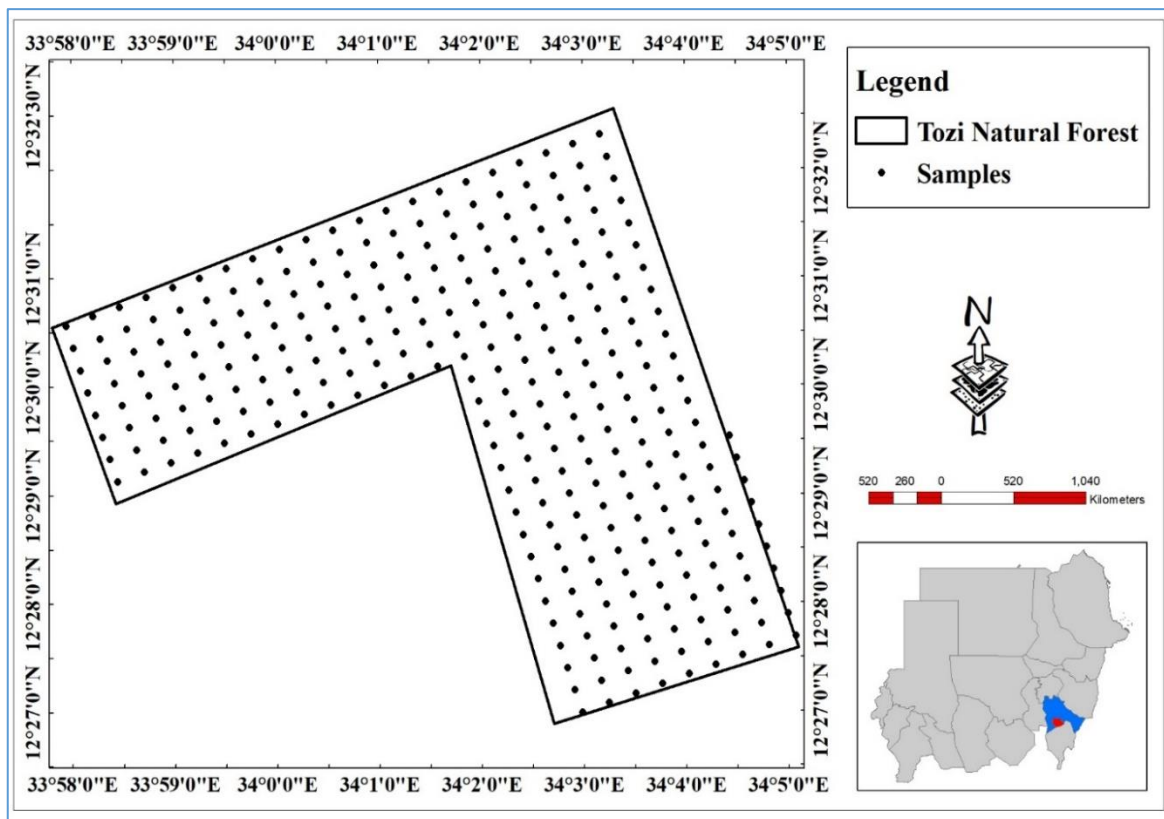 33°58'0"E 33°59'0"E 34°0'0"E 34°1'0"E 34°2'0"E 34°3'0"E 34°4'0"E 34°5'0"E
12°32'30"N
12°31'0"N
12°30'0"N
12°29'0"N
12°28'0"N
12°27'0"N
12°32'0"N
12°31'0"N
12°30'0"N
12°29'0"N
12°28'0"N
12°27'0"N
33°58'0"E 33°59'0"E 34°0'0"E 34°1'0"E 34°2'0"E 34°3'0"E 34°4'0"E 34°5'0"E
Legend
Tozi Natural Forest
Samples
N
520 260 0 520 1,040
Kilometers